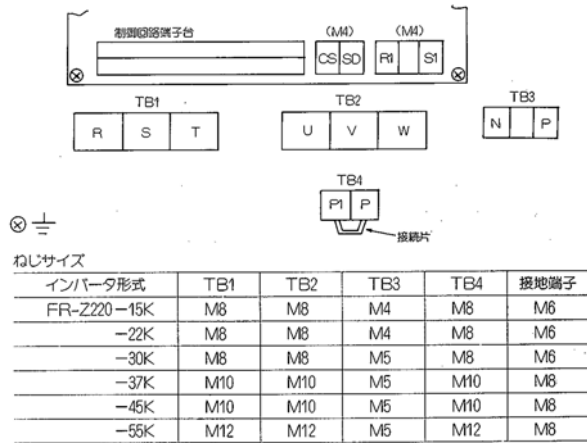 制御回路端子台 (M4) (M4)
CS SD R1 S1
TB1 TB2 TB3
R S T U V W N P
TB4
P1 P
接続片
ねじサイズ
インバータ形式 TB1 TB2 TB3 TB4 接地端子
FR-Z220-15K M8 M8 M4 M8 M6
-22K M8 M8 M4 M8 M6
-30K M8 M8 M5 M8 M6
-37K M10 M10 M5 M10 M8
-45K M10 M10 M5 M10 M8
-55K M12 M12 M5 M12 M8